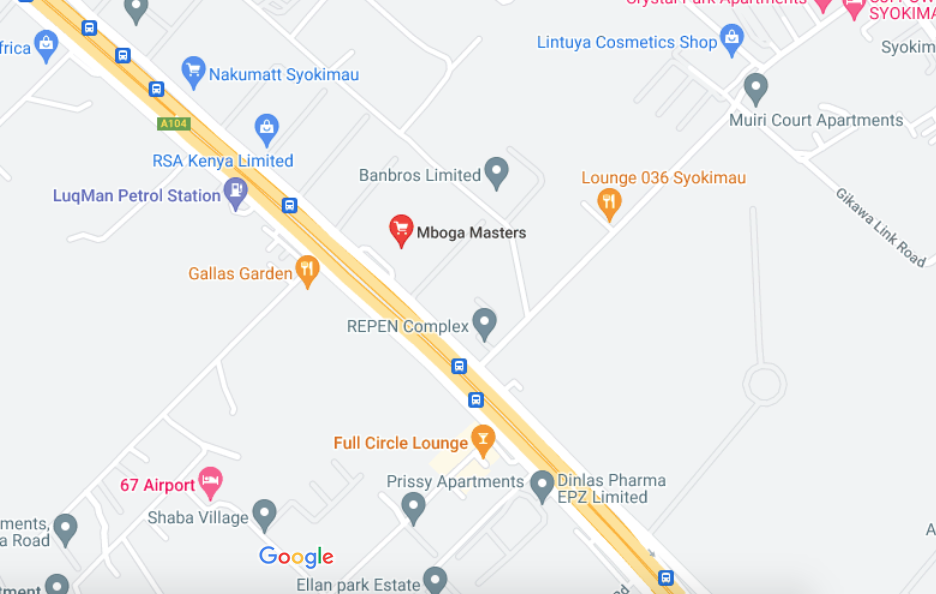 Crystal Park Apartments
SYOKIMA
frica
Lintuya Cosmetics Shop
Syokim
Nakumatt Syokimau
A104
Muiri Court Apartments
RSA Kenya Limited
Banbros Limited
Lounge 036 Syokimau
LuqMan Petrol Station
Gikawa Link Road
Mboga Masters
Gallas Garden
REPEN Complex
Full Circle Lounge
67 Airport
Prissy Apartments
Dinlas Pharma
EPZ Limited
Shaba Village
ments,
a Road
Google
Ellan park Estate
tment